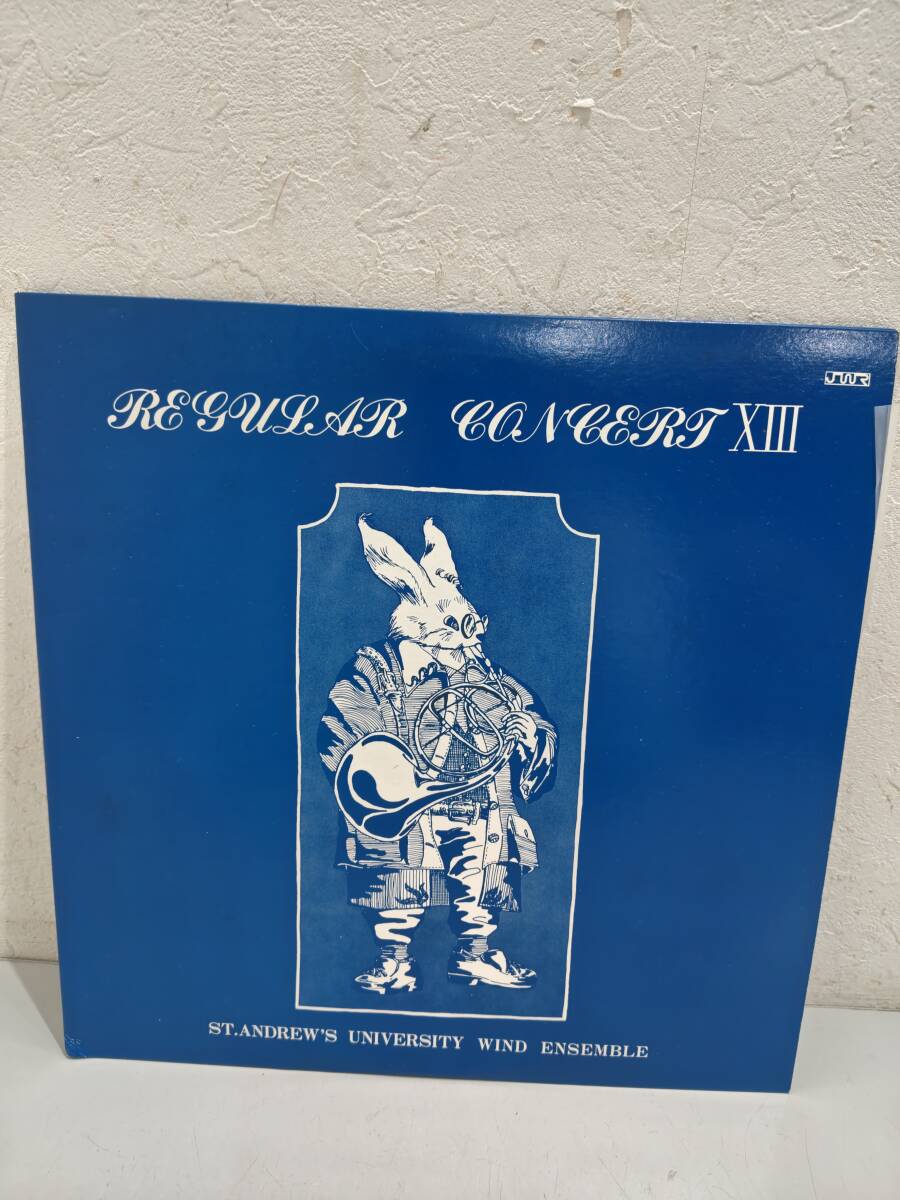 JWR
REGULAR CONCERT XIII
ST.ANDREW'S UNIVERSITY WIND ENSEMBLE